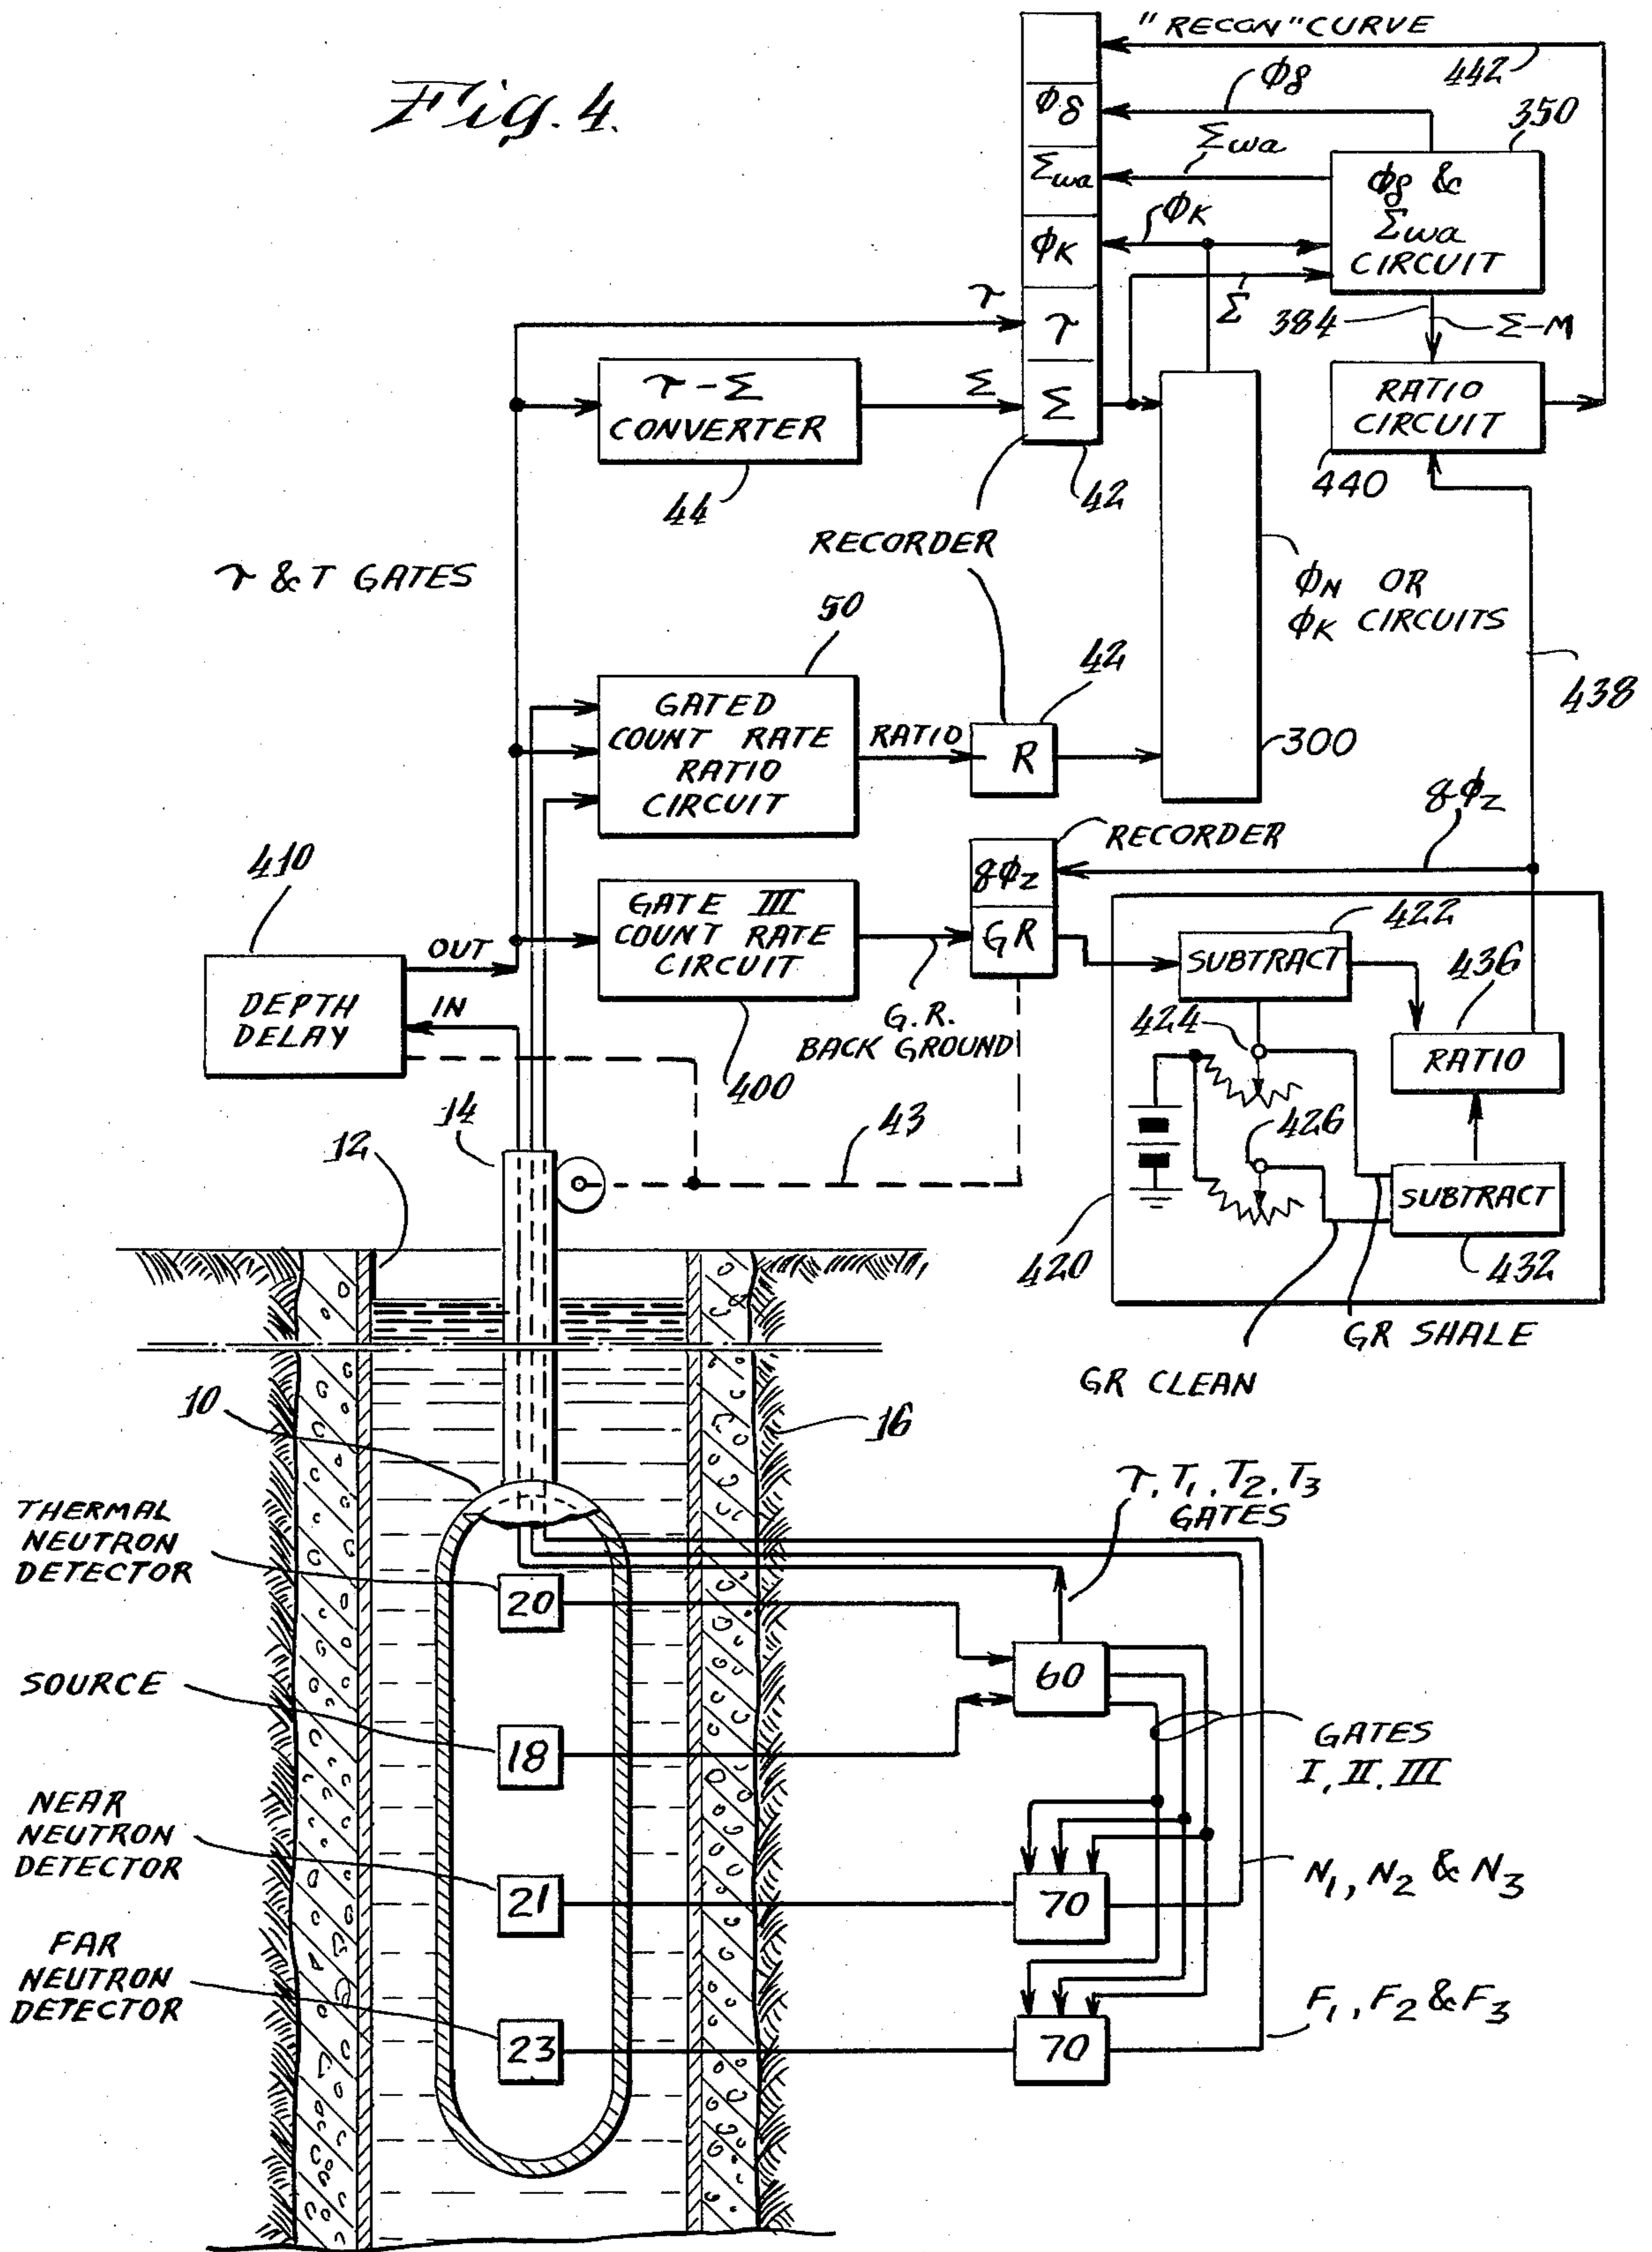 Fig. 4.
"RECON" CURVE
442
ϕ8
350
ϕδ
Σwa
Σwa
ϕK
ϕK
ϕ8 &
Σwa
CIRCUIT
τ
τ
Σ
384
Σ-M
τ-Σ
CONVERTER
Σ
Σ
RATIO
CIRCUIT
44
42
440
RECORDER
τ & T GATES
ϕN OR
ϕK CIRCUITS
50
42
438
GATED
COUNT RATE
RATIO
CIRCUIT
RATIO
R
300
8ϕz
RECORDER
410
8ϕz
GATE III
COUNT RATE
CIRCUIT
GR
422
SUBTRACT
436
OUT
IN
DEPTH
DELAY
G.R.
BACK GROUND
424
RATIO
400
14
43
426
12
SUBTRACT
420
432
GR SHALE
GR CLEAN
10
16
τ, T1, T2, T3
GATES
THERMAL
NEUTRON
DETECTOR
20
60
SOURCE
18
GATES
I, II, III
NEAR
NEUTRON
DETECTOR
21
70
N1, N2 & N3
FAR
NEUTRON
DETECTOR
23
70
F1, F2 & F3